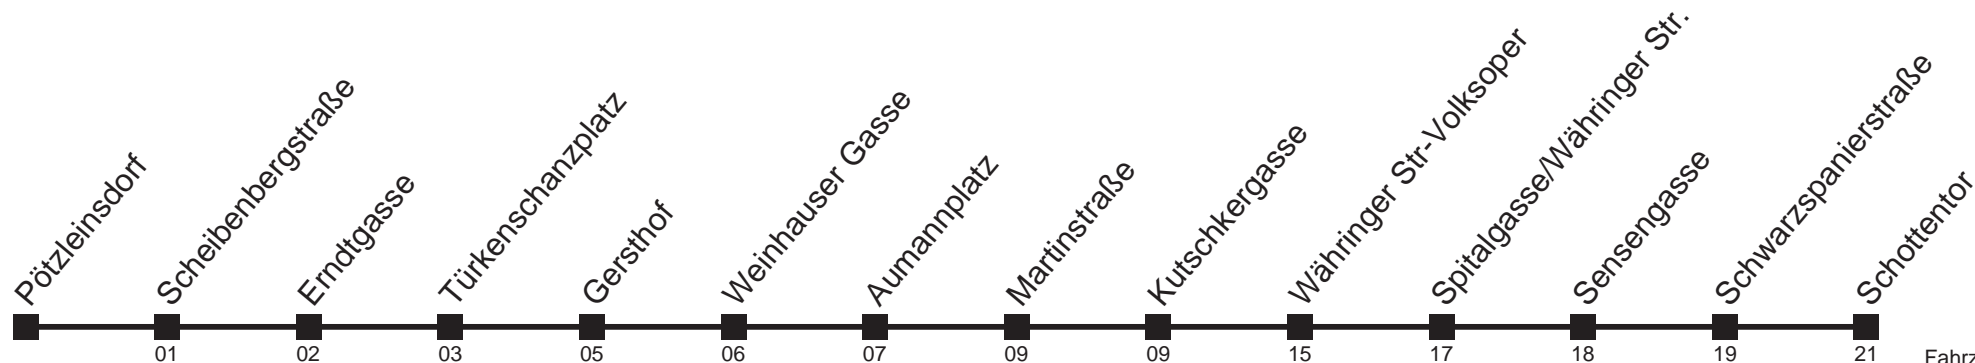 Pötzleinsdorf
Scheibenbergstraße
Erndtgasse
Türkenschanzplatz
Gersthof
Weinhauser Gasse
Aumannplatz
Martinstraße
Kutschkergasse
Währinger Str-Volksoper
Spitalgasse/Währinger Str.
Sensengasse
Schwarzspanierstraße
Schottentor
01 02 03 05 06 07 09 09 15 17 18 19 21 Fahrz